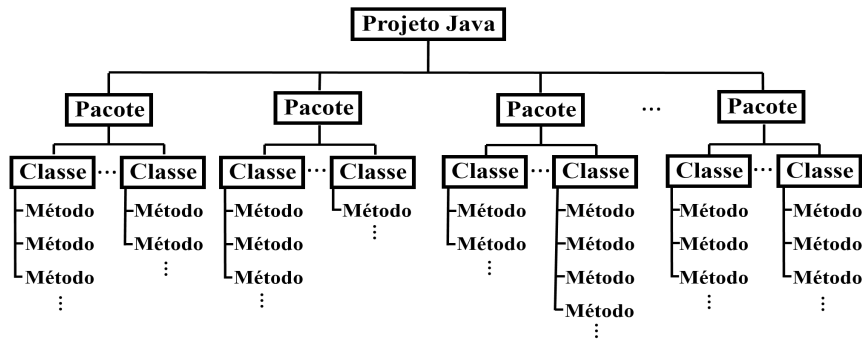 Projeto Java
Pacote Pacote Pacote ... Pacote
Classe ... Classe Classe ... Classe Classe ... Classe Classe ... Classe
Método Método Método Método Método Método Método Método
Método Método Método ⋮ Método Método Método Método
Método ⋮ Método ⋮ Método Método Método
⋮ ⋮ Método ⋮ ⋮
⋮